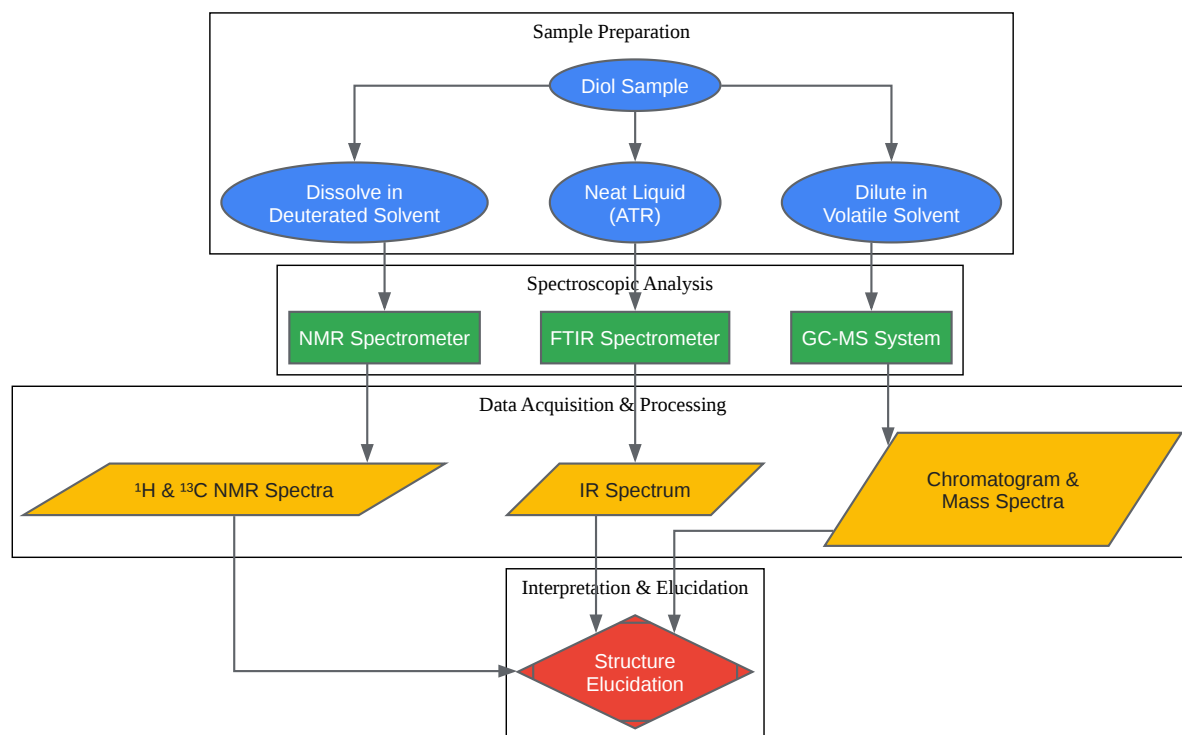 Sample Preparation
Diol Sample
Dissolve in
Deuterated Solvent
Neat Liquid
(ATR)
Dilute in
Volatile Solvent
Spectroscopic Analysis
NMR Spectrometer
FTIR Spectrometer
GC-MS System
Data Acquisition & Processing
¹H & ¹³C NMR Spectra
IR Spectrum
Chromatogram &
Mass Spectra
Interpretation & Elucidation
Structure
Elucidation